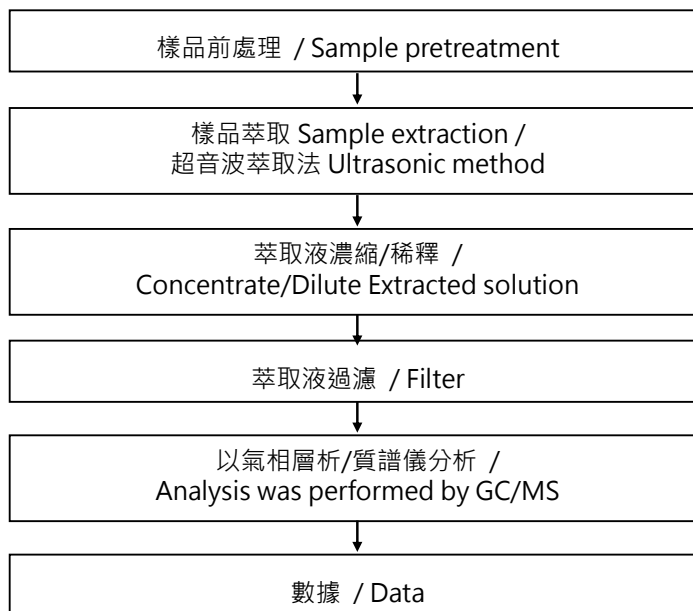 樣品前處理 / Sample pretreatment
樣品萃取 Sample extraction /
超音波萃取法 Ultrasonic method
萃取液濃縮/稀釋 /
Concentrate/Dilute Extracted solution
萃取液過濾 / Filter
以氣相層析/質譜儀分析 /
Analysis was performed by GC/MS
數據 / Data